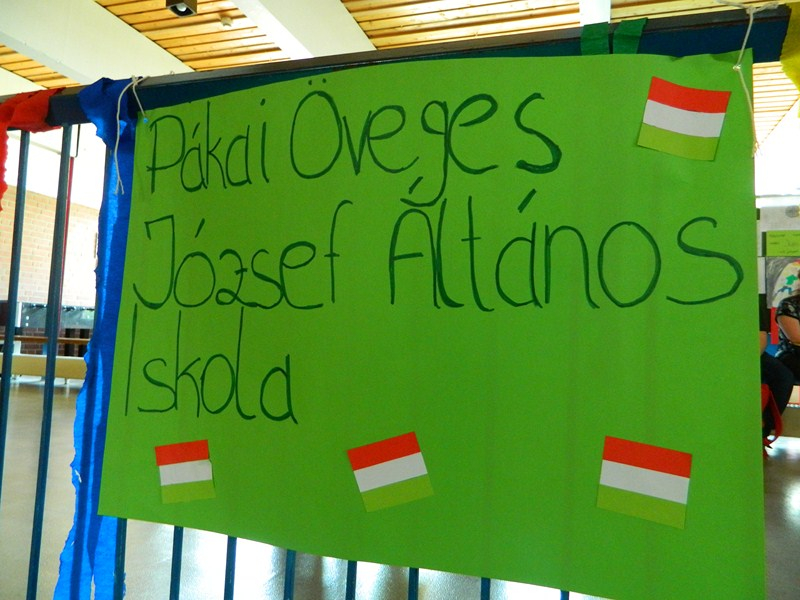 Pákai Öveges
József Áltános
Iskola